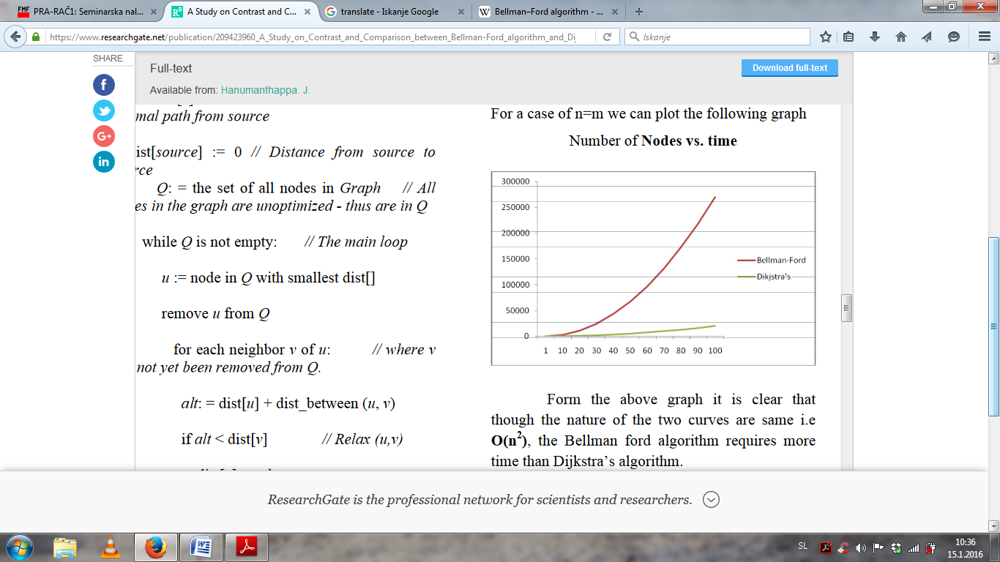 PRA-RAČ1: Seminarska nal...
A Study on Contrast and C...
translate - Iskanje Google
Bellman–Ford algorithm - ...
https://www.researchgate.net/publication/209423960_A_Study_on_Contrast_and_Comparison_between_Bellman-Ford_algorithm_and_Di
Iskanje
SHARE
Full-text
Available from: Hanumanthappa. J.
Download full-text
mal path from source
ist[source] := 0 // Distance from source to
rce
Q: = the set of all nodes in Graph // All
es in the graph are unoptimized - thus are in Q
while Q is not empty: // The main loop
u := node in Q with smallest dist[]
remove u from Q
for each neighbor v of u: // where v
not yet been removed from Q.
alt: = dist[u] + dist_between (u, v)
if alt < dist[v] // Relax (u,v)
For a case of n=m we can plot the following graph
Number of Nodes vs. time
300000
250000
200000
150000
100000
50000
0
1 10 20 30 40 50 60 70 80 90 100
Bellman-Ford
Dikjstra's
Form the above graph it is clear that
though the nature of the two curves are same i.e
O(n²), the Bellman ford algorithm requires more
time than Dijkstra’s algorithm.
ResearchGate is the professional network for scientists and researchers.
SL
10:36
15.1.2016